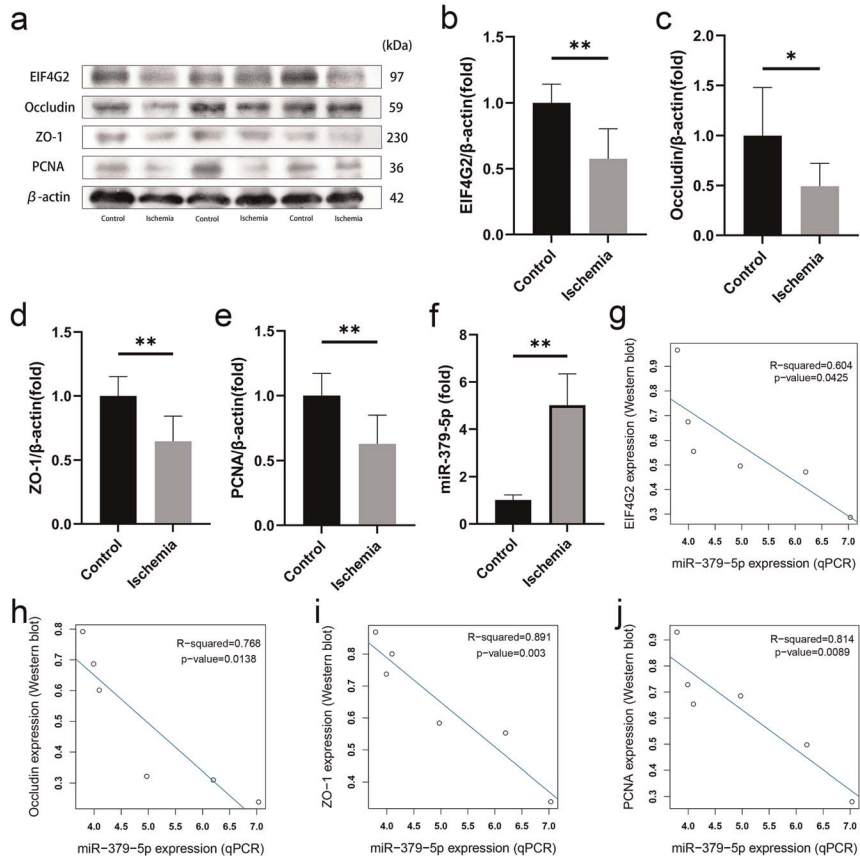 a
(kDa)
EIF4G2 97
Occludin 59
ZO-1 230
PCNA 36
β-actin 42
Control Ischemia Control Ischemia Control Ischemia
b
EIF4G2/β-actin(fold)
1.5
1.0
0.5
0.0
**
Control Ischemia
c
Occludin/β-actin(fold)
2.0
1.5
1.0
0.5
0.0
*
Control Ischemia
d
ZO-1/β-actin(fold)
1.5
1.0
0.5
0.0
**
Control Ischemia
e
PCNA/β-actin(fold)
1.5
1.0
0.5
0.0
**
Control Ischemia
f
miR-379-5p (fold)
8
6
4
2
0
**
Control Ischemia
g
EIF4G2 expression (Western blot)
0.9
0.8
0.7
0.6
0.5
0.4
0.3
R-squared=0.604
p-value=0.0425
4.0 4.5 5.0 5.5 6.0 6.5 7.0
miR-379-5p expression (qPCR)
h
Occludin expression (Western blot)
0.8
0.7
0.6
0.5
0.4
0.3
R-squared=0.768
p-value=0.0138
4.0 4.5 5.0 5.5 6.0 6.5 7.0
miR-379-5p expression (qPCR)
i
ZO-1 expression (Western blot)
0.8
0.7
0.6
0.5
0.4
R-squared=0.891
p-value=0.003
4.0 4.5 5.0 5.5 6.0 6.5 7.0
miR-379-5p expression (qPCR)
j
PCNA expression (Western blot)
0.9
0.8
0.7
0.6
0.5
0.4
0.3
R-squared=0.814
p-value=0.0089
4.0 4.5 5.0 5.5 6.0 6.5 7.0
miR-379-5p expression (qPCR)